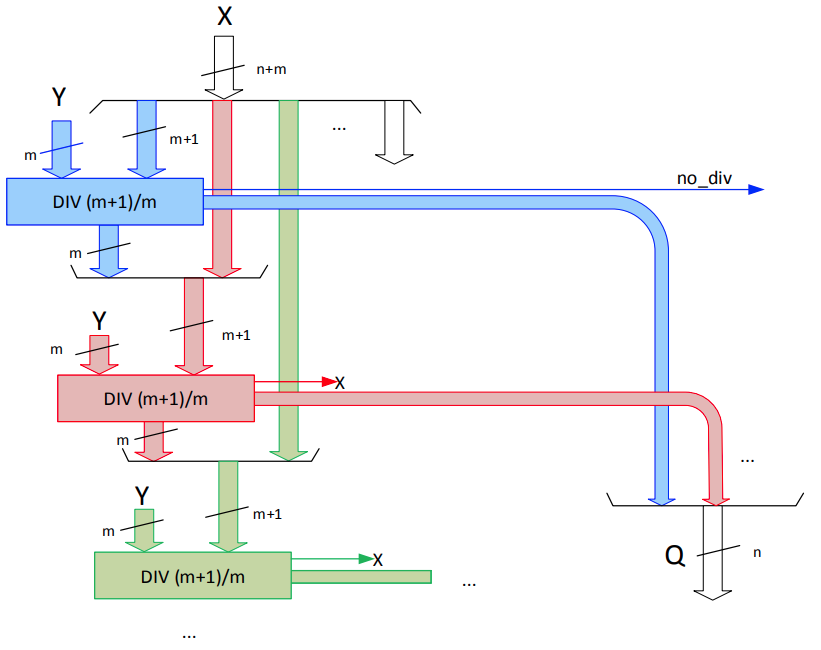 X
n+m
Y
m
m+1
...
no_div
DIV (m+1)/m
m
Y
m
m+1
X
DIV (m+1)/m
m
...
Y
m
m+1
Q
n
X
DIV (m+1)/m
...
...